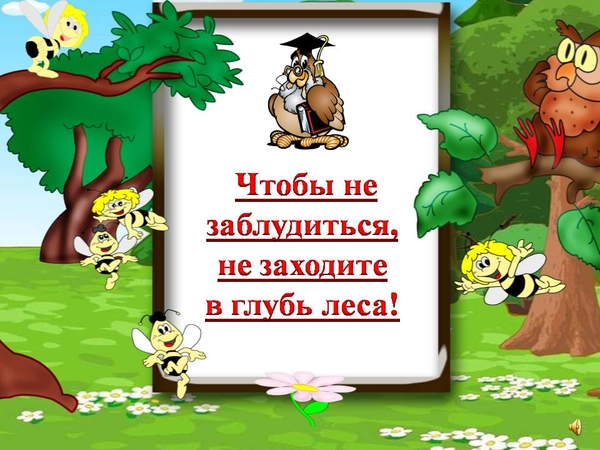 Чтобы не
заблудиться,
не заходите
в глубь леса!